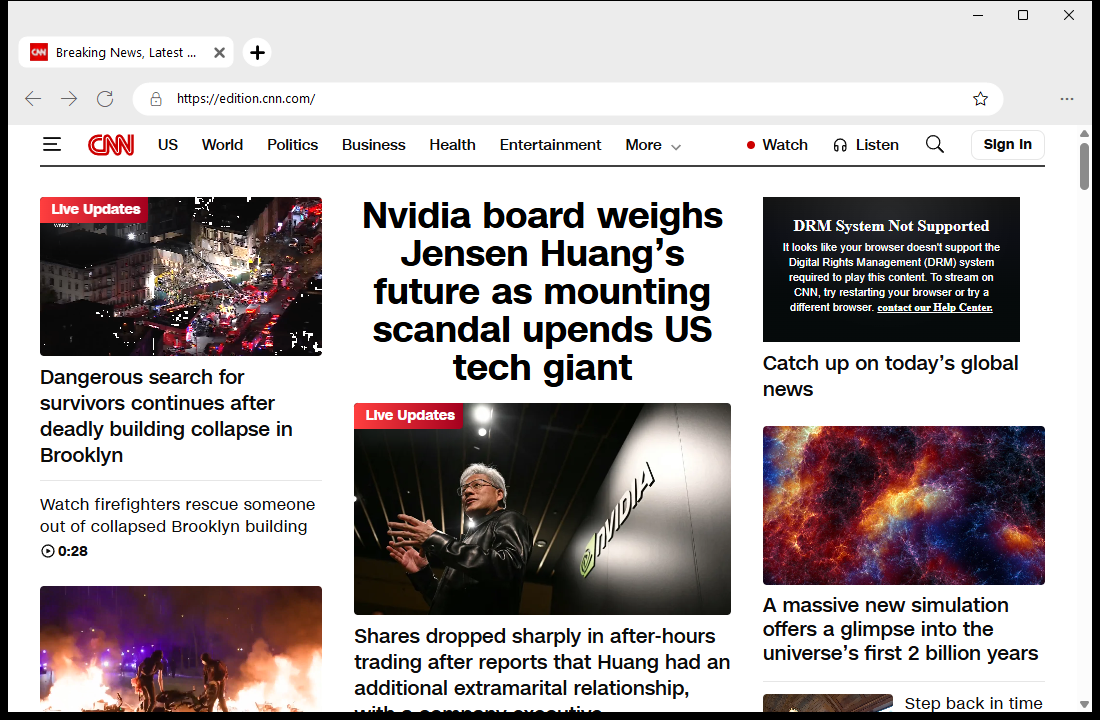 CNN
Breaking News, Latest ...
https://edition.cnn.com/
CNN
US
World
Politics
Business
Health
Entertainment
More
Watch
Listen
Sign In
Live Updates
WABC
Dangerous search for
survivors continues after
deadly building collapse in
Brooklyn
Watch firefighters rescue someone
out of collapsed Brooklyn building
0:28
Nvidia board weighs
Jensen Huang’s
future as mounting
scandal upends US
tech giant
Live Updates
NVIDIA
Shares dropped sharply in after-hours
trading after reports that Huang had an
additional extramarital relationship,
with a company executive
DRM System Not Supported
It looks like your browser doesn't support the
Digital Rights Management (DRM) system
required to play this content. To stream on
CNN, try restarting your browser or try a
different browser. contact our Help Center.
Catch up on today’s global
news
A massive new simulation
offers a glimpse into the
universe’s first 2 billion years
Step back in time